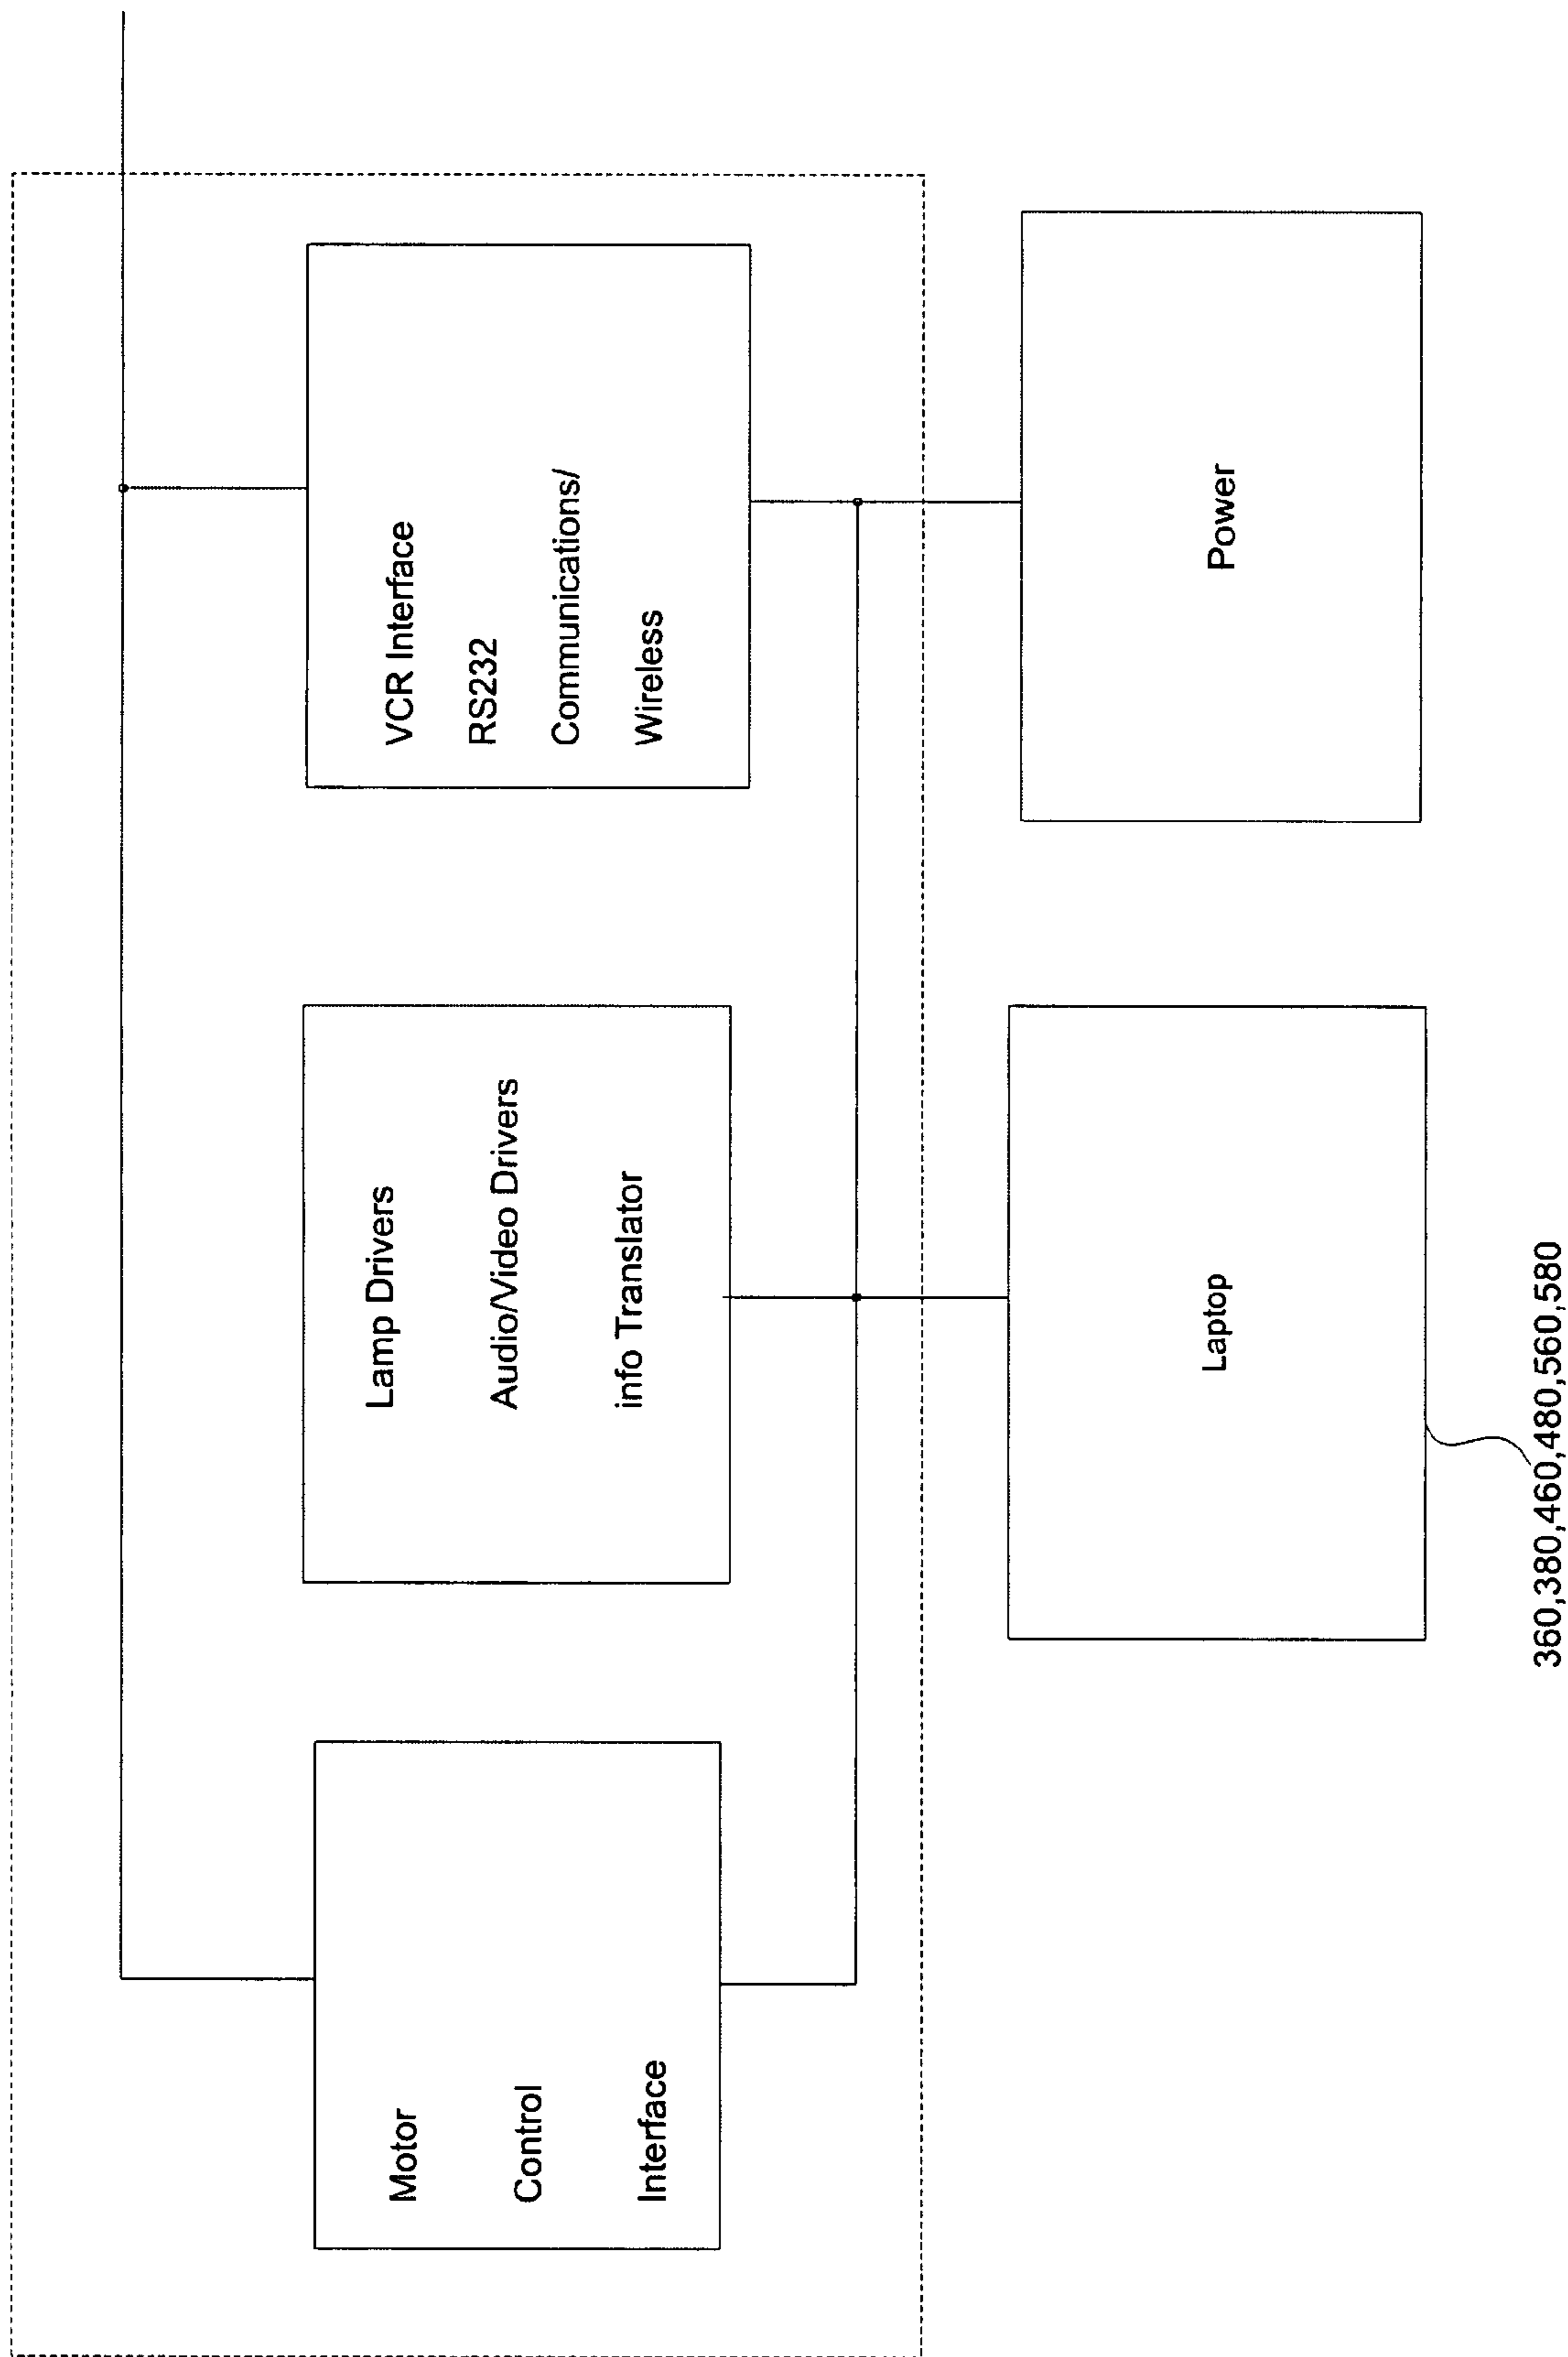 Motor
Control
Interface
Lamp Drivers
Audio/Video Drivers
info Translator
VCR Interface
RS232
Communications/
Wireless
Laptop
Power
360,380,460,480,560,580